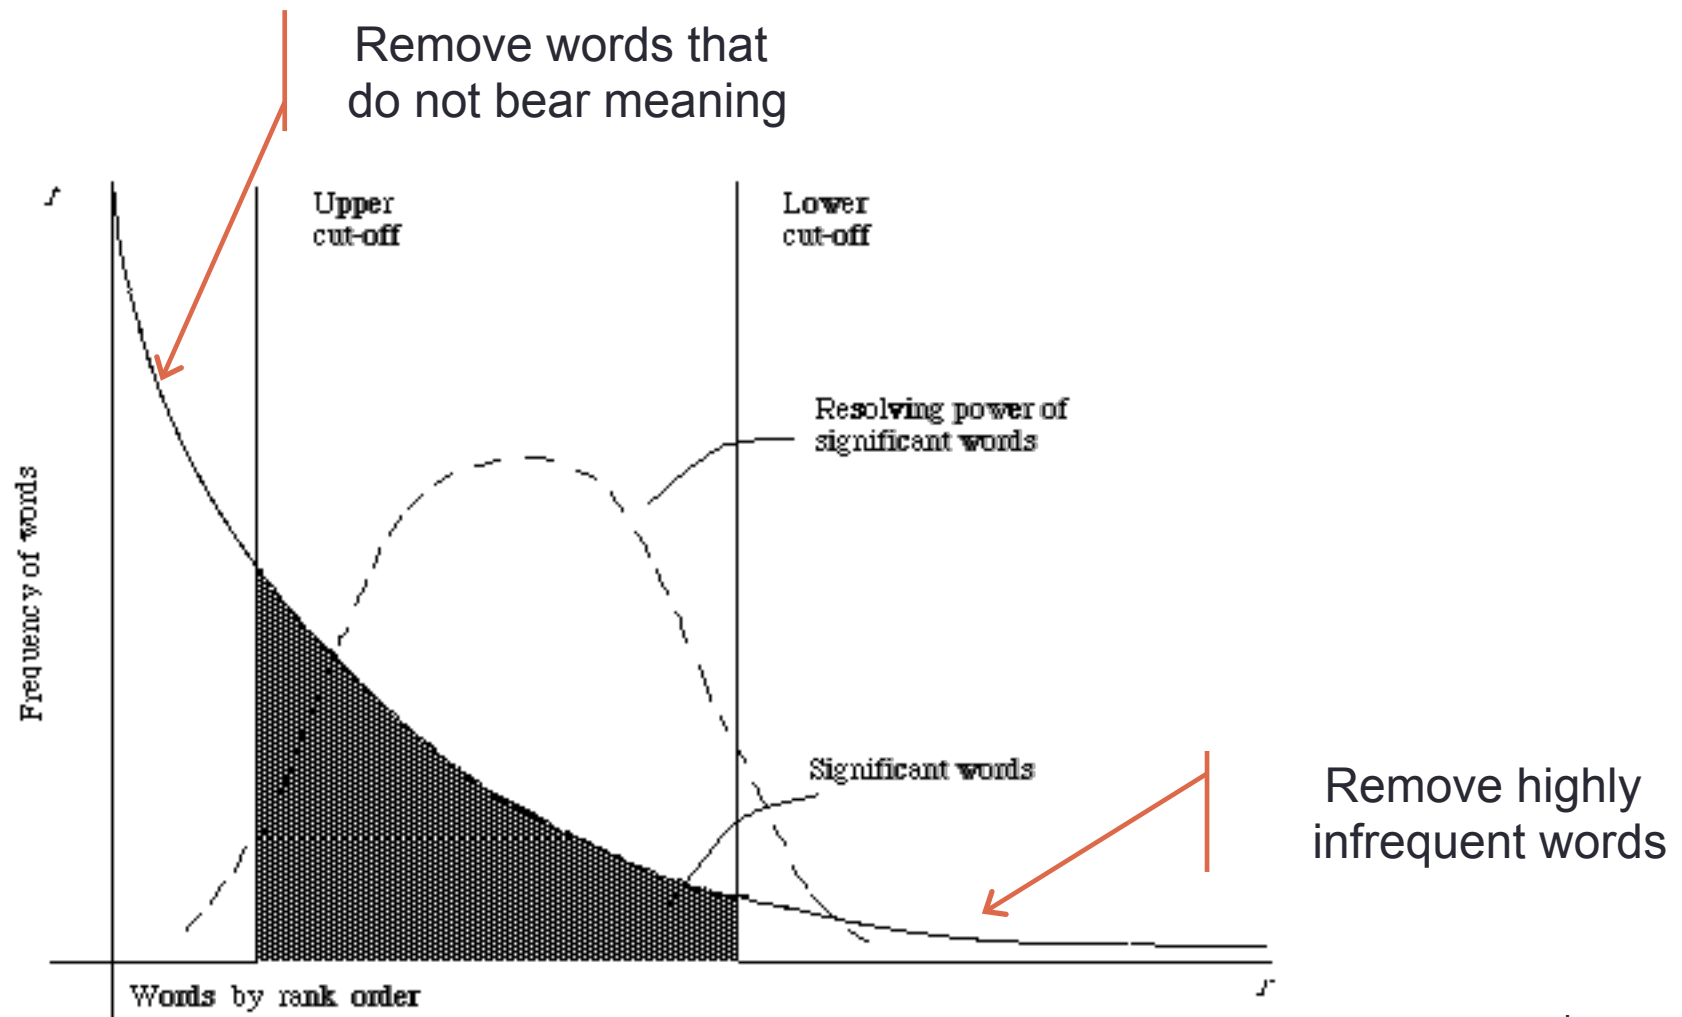 Remove words that
do not bear meaning
f
Upper
cut-off
Lower
cut-off
Resolving power of
significant words
Frequency of words
Significant words
Remove highly
infrequent words
r
Words by rank order